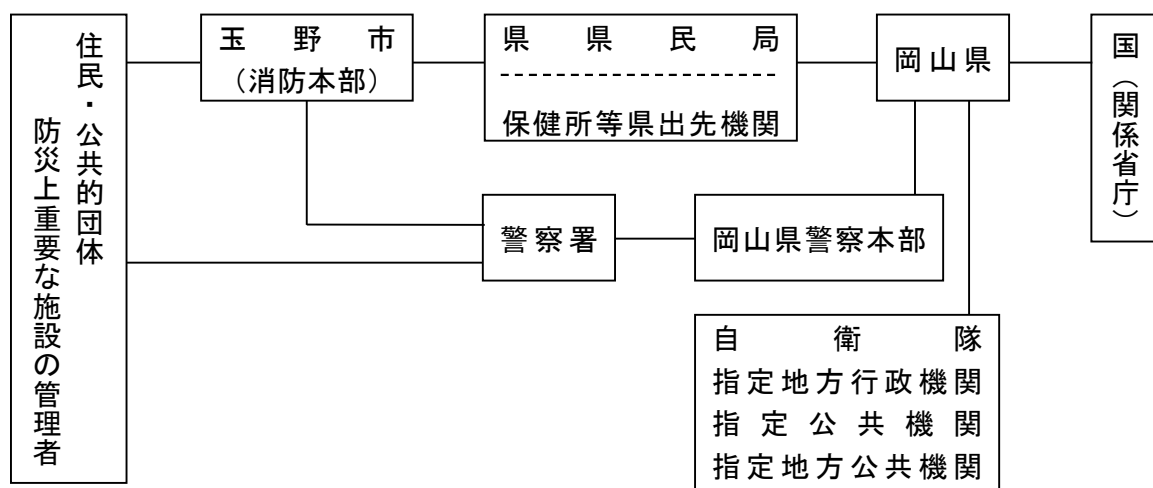 住民・公共的団体
防災上重要な施設の管理者
玉野市
（消防本部）
県県民局
保健所等県出先機関
岡山県
国（関係省庁）
警察署
岡山県警察本部
自衛隊
指定地方行政機関
指定公共機関
指定地方公共機関